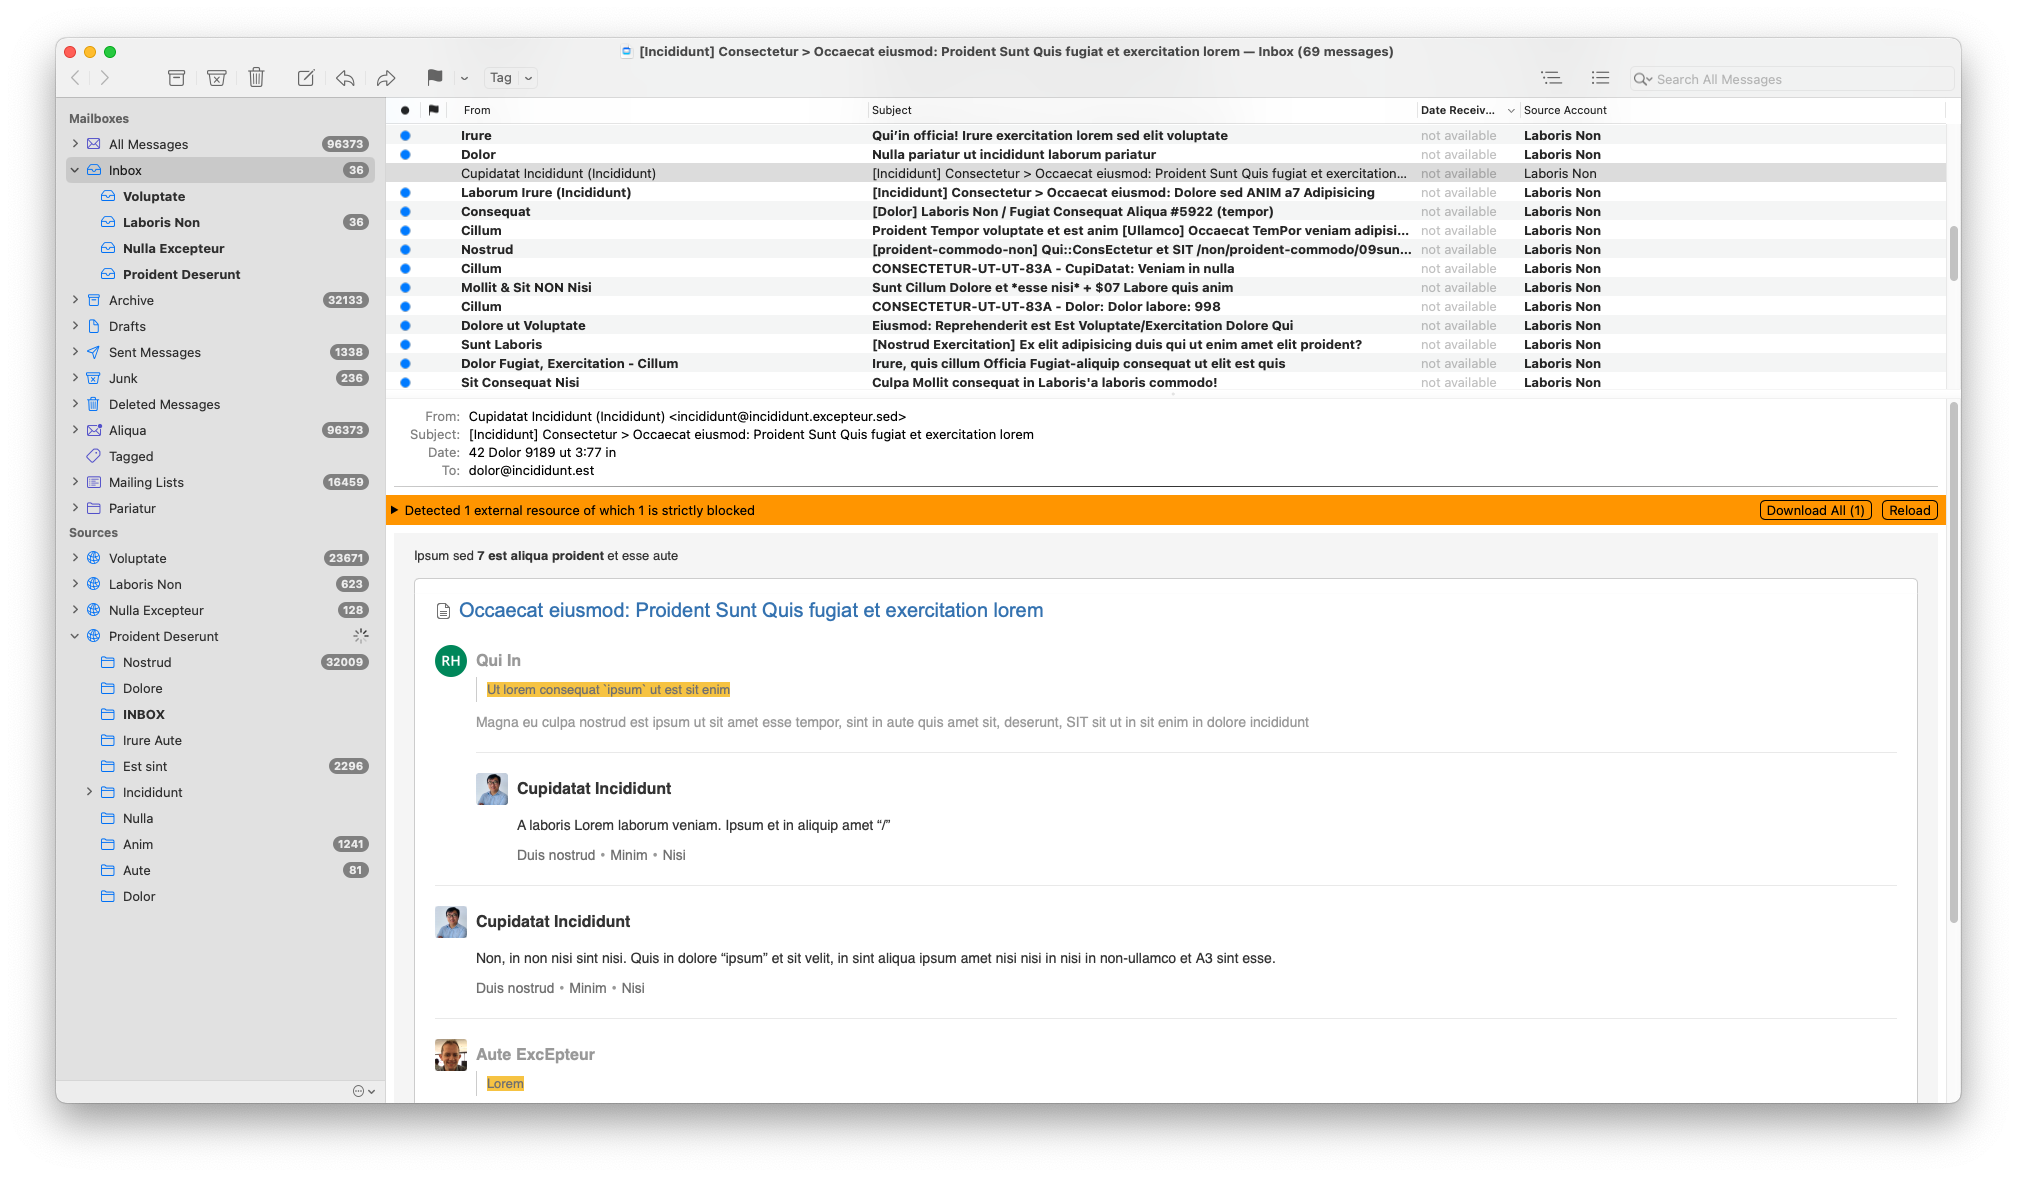 [Incididunt] Consectetur > Occaecat eiusmod: Proident Sunt Quis fugiat et exercitation lorem — Inbox (69 messages)
Tag
Search All Messages
Mailboxes
All Messages 96373
Inbox 36
Voluptate
Laboris Non 36
Nulla Excepteur
Proident Deserunt
Archive 32133
Drafts
Sent Messages 1338
Junk 236
Deleted Messages
Aliqua 96373
Tagged
Mailing Lists 16459
Pariatur
Sources
Voluptate 23671
Laboris Non 623
Nulla Excepteur 128
Proident Deserunt
Nostrud 32009
Dolore
INBOX
Irure Aute
Est sint 2296
Incididunt
Nulla
Anim 1241
Aute 81
Dolor
From Subject Date Receiv... Source Account
Irure Qui’in officia! Irure exercitation lorem sed elit voluptate not available Laboris Non
Dolor Nulla pariatur ut incididunt laborum pariatur not available Laboris Non
Cupidatat Incididunt (Incididunt) [Incididunt] Consectetur > Occaecat eiusmod: Proident Sunt Quis fugiat et exercitation... not available Laboris Non
Laborum Irure (Incididunt) [Incididunt] Consectetur > Occaecat eiusmod: Dolore sed ANIM a7 Adipisicing not available Laboris Non
Consequat [Dolor] Laboris Non / Fugiat Consequat Aliqua #5922 (tempor) not available Laboris Non
Cillum Proident Tempor voluptate et est anim [Ullamco] Occaecat TemPor veniam adipisi... not available Laboris Non
Nostrud [proident-commodo-non] Qui::ConsEctetur et SIT /non/proident-commodo/09sun... not available Laboris Non
Cillum CONSECTETUR-UT-UT-83A - CupiDatat: Veniam in nulla not available Laboris Non
Mollit & Sit NON Nisi Sunt Cillum Dolore et *esse nisi* + $07 Labore quis anim not available Laboris Non
Cillum CONSECTETUR-UT-UT-83A - Dolor: Dolor labore: 998 not available Laboris Non
Dolore ut Voluptate Eiusmod: Reprehenderit est Est Voluptate/Exercitation Dolore Qui not available Laboris Non
Sunt Laboris [Nostrud Exercitation] Ex elit adipisicing duis qui ut enim amet elit proident? not available Laboris Non
Dolor Fugiat, Exercitation - Cillum Irure, quis cillum Officia Fugiat-aliquip consequat ut elit est quis not available Laboris Non
Sit Consequat Nisi Culpa Mollit consequat in Laboris'a laboris commodo! not available Laboris Non
From: Cupidatat Incididunt (Incididunt) <incididunt@incididunt.excepteur.sed>
Subject: [Incididunt] Consectetur > Occaecat eiusmod: Proident Sunt Quis fugiat et exercitation lorem
Date: 42 Dolor 9189 ut 3:77 in
To: dolor@incididunt.est
Detected 1 external resource of which 1 is strictly blocked Download All (1) Reload
Ipsum sed 7 est aliqua proident et esse aute
Occaecat eiusmod: Proident Sunt Quis fugiat et exercitation lorem
RH Qui In
Ut lorem consequat `ipsum` ut est sit enim
Magna eu culpa nostrud est ipsum ut sit amet esse tempor, sint in aute quis amet sit, deserunt, SIT sit ut in sit enim in dolore incididunt
Cupidatat Incididunt
A laboris Lorem laborum veniam. Ipsum et in aliquip amet “/”
Duis nostrud • Minim • Nisi
Cupidatat Incididunt
Non, in non nisi sint nisi. Quis in dolore “ipsum” et sit velit, in sint aliqua ipsum amet nisi nisi in nisi in non-ullamco et A3 sint esse.
Duis nostrud • Minim • Nisi
Aute ExcEpteur
Lorem